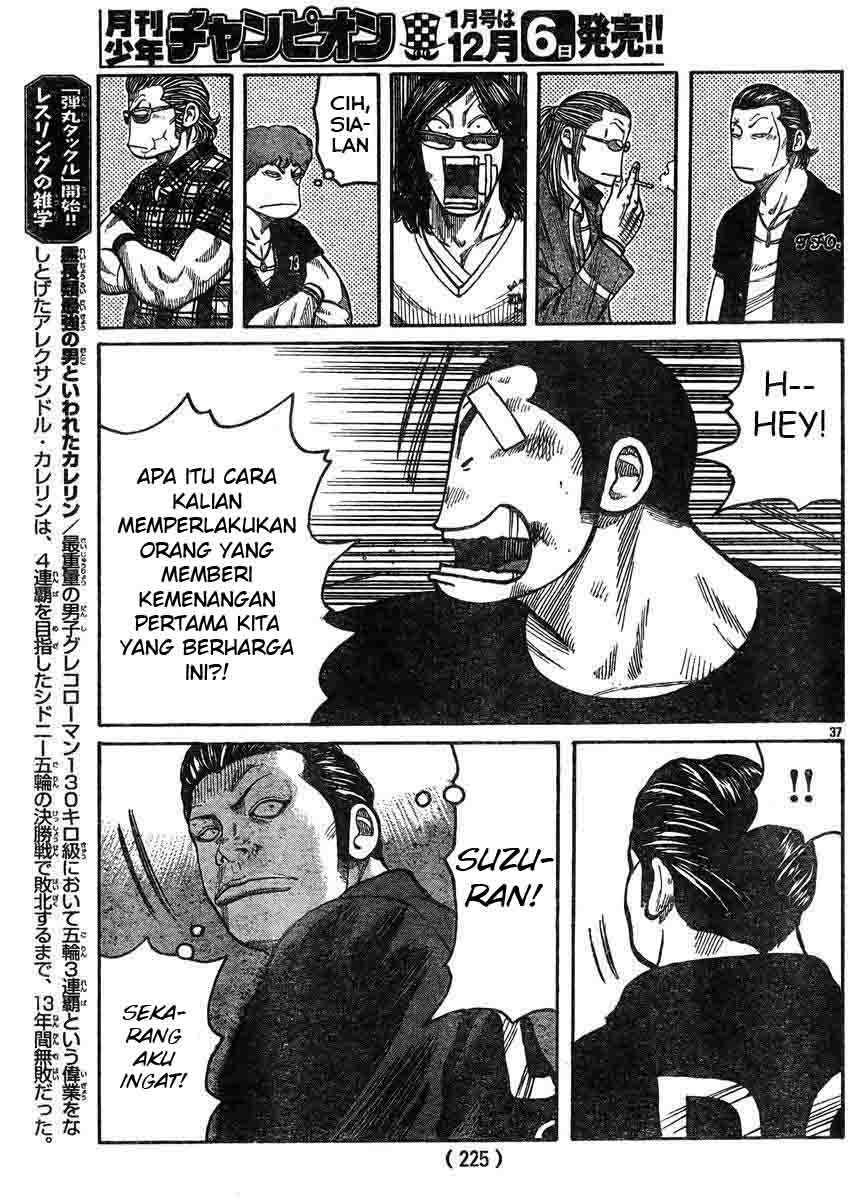 月刊
少年
チャンピオン
1月号は
12月6日発売!!
CIH,
SIA-
LAN
13
T.F.O.
「弾丸タックル」開始!!
レスリングの雑学
霊長類最強の男といわれたカレリン/最重量の男子グレコローマン130キロ級において五輪3連覇という偉業をな
しとげたアレクサンドル・カレリンは、4連覇を目指したシドニー五輪の決勝戦で敗北するまで、13年間無敗だった。
H--
HEY!
APA ITU CARA
KALIAN
MEMPERLAKUKAN
ORANG YANG
MEMBERI
KEMENANGAN
PERTAMA KITA
YANG BERHARGA
INI?!
37
!!
SUZU-
RAN!
SEKA-
RANG
AKU
INGAT!
(225)